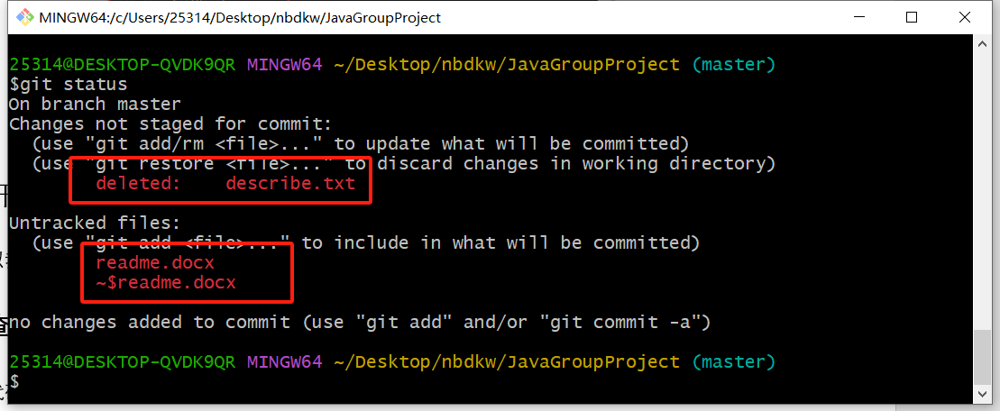 MINGW64:/c/Users/25314/Desktop/nbdkw/JavaGroupProject
25314@DESKTOP-QVDK9QR MINGW64 ~/Desktop/nbdkw/JavaGroupProject (master)
$git status
On branch master
Changes not staged for commit:
(use "git add/rm <file>..." to update what will be committed)
(use "git restore <file>..." to discard changes in working directory)
deleted: describe.txt
Untracked files:
(use "git add <file>..." to include in what will be committed)
readme.docx
~$readme.docx
no changes added to commit (use "git add" and/or "git commit -a")
25314@DESKTOP-QVDK9QR MINGW64 ~/Desktop/nbdkw/JavaGroupProject (master)
$